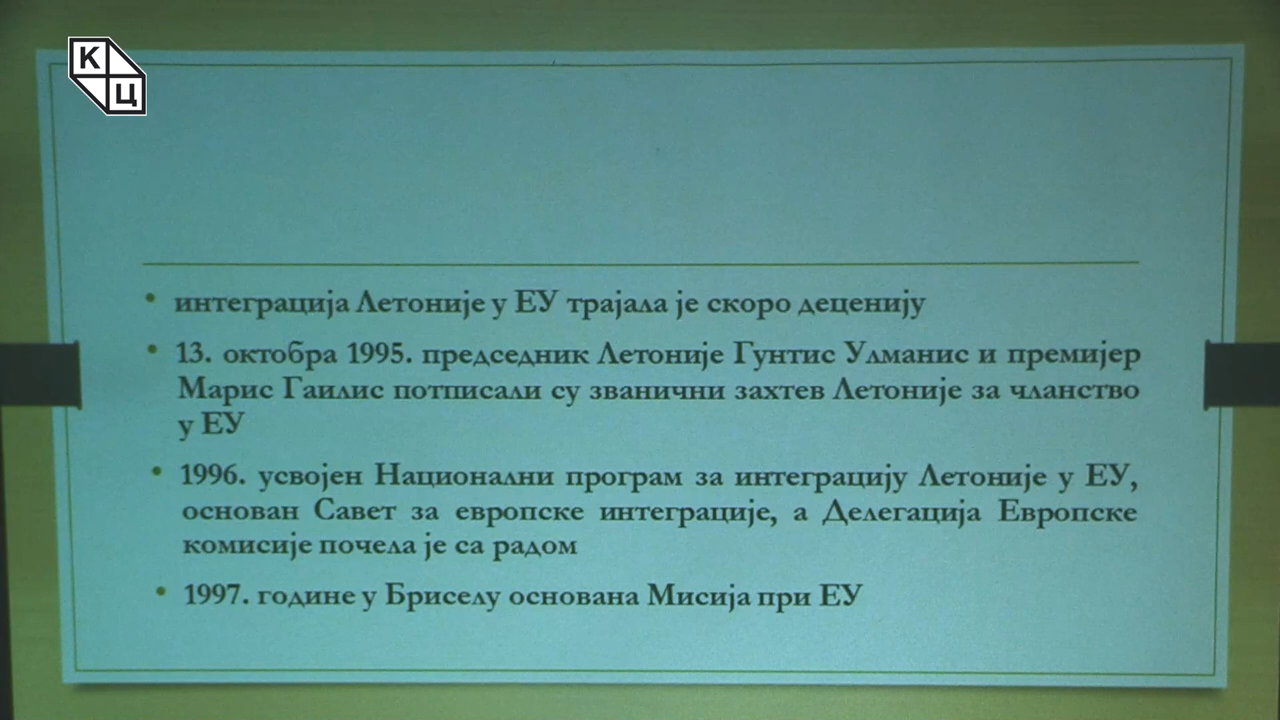 К
Ц
интеграција Летоније у ЕУ трајала је скоро деценију
13. октобра 1995. председник Летоније Гунтис Улманис и премијер
Марис Гаилис потписали су званични захтев Летоније за чланство
у ЕУ
1996. усвојен Национални програм за интеграцију Летоније у ЕУ,
основан Савет за европске интеграције, а Делегација Европске
комисије почела је са радом
1997. године у Бриселу основана Мисија при ЕУ